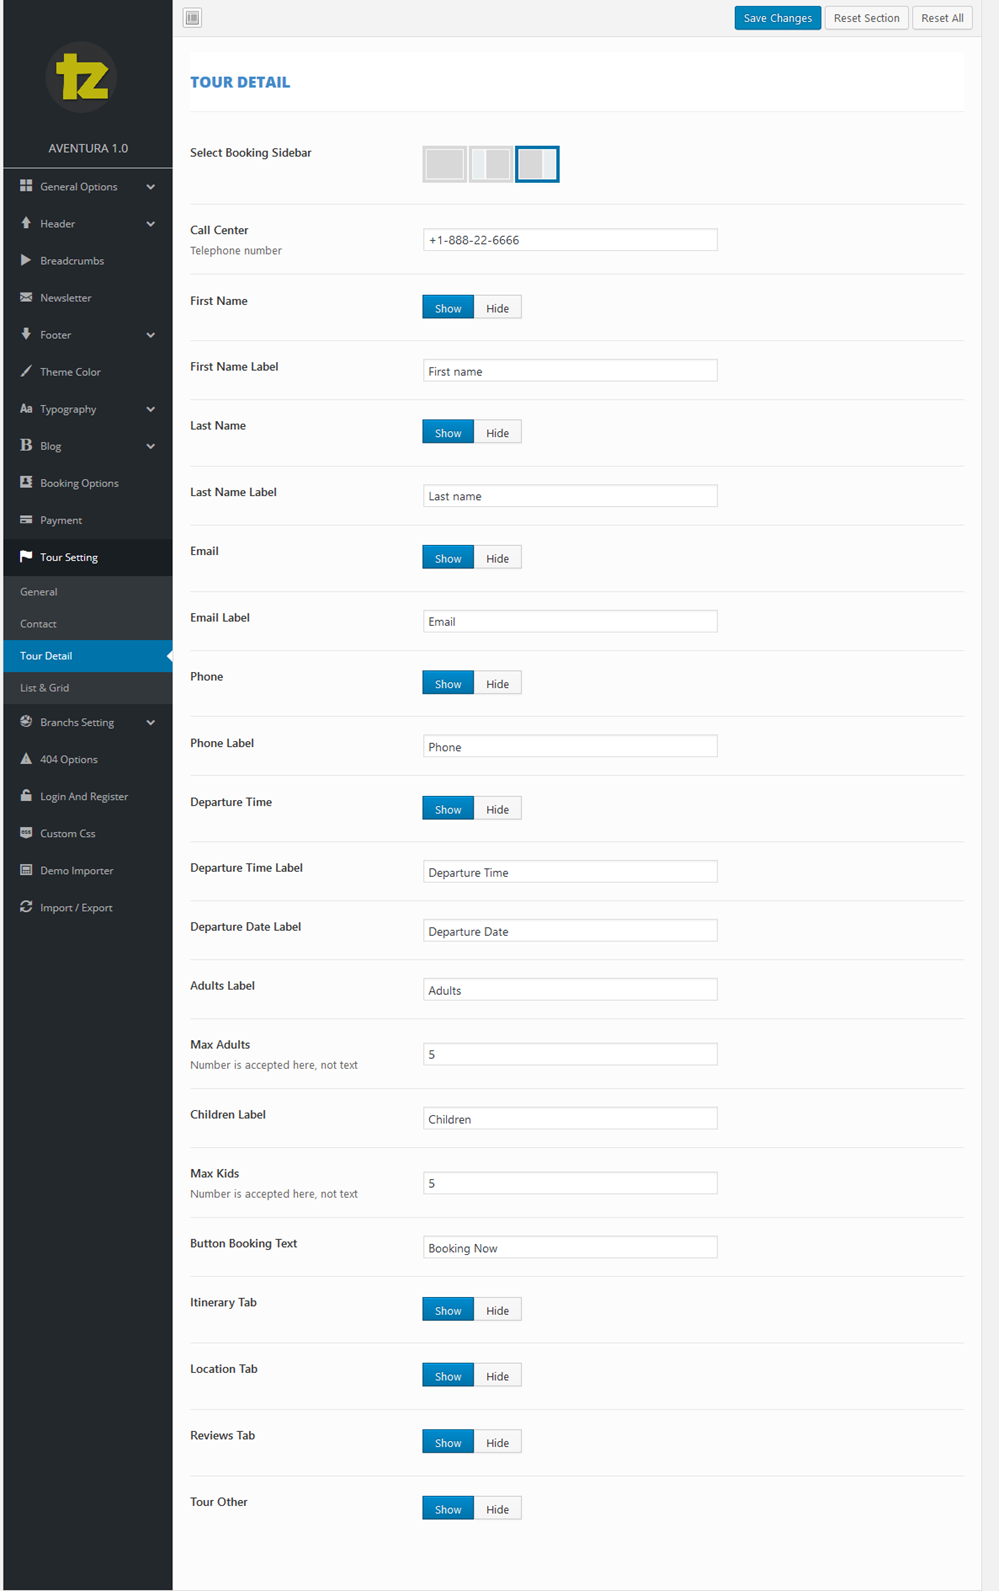 Save Changes
Reset Section
Reset All
tz
AVENTURA 1.0
General Options
Header
Breadcrumbs
Newsletter
Footer
Theme Color
Aa Typography
B Blog
Booking Options
Payment
Tour Setting
General
Contact
Tour Detail
List & Grid
Branchs Setting
404 Options
Login And Register
css Custom Css
Demo Importer
Import / Export
TOUR DETAIL
Select Booking Sidebar
Call Center
Telephone number
+1-888-22-6666
First Name
Show Hide
First Name Label
First name
Last Name
Show Hide
Last Name Label
Last name
Email
Show Hide
Email Label
Email
Phone
Show Hide
Phone Label
Phone
Departure Time
Show Hide
Departure Time Label
Departure Time
Departure Date Label
Departure Date
Adults Label
Adults
Max Adults
Number is accepted here, not text
5
Children Label
Children
Max Kids
Number is accepted here, not text
5
Button Booking Text
Booking Now
Itinerary Tab
Show Hide
Location Tab
Show Hide
Reviews Tab
Show Hide
Tour Other
Show Hide